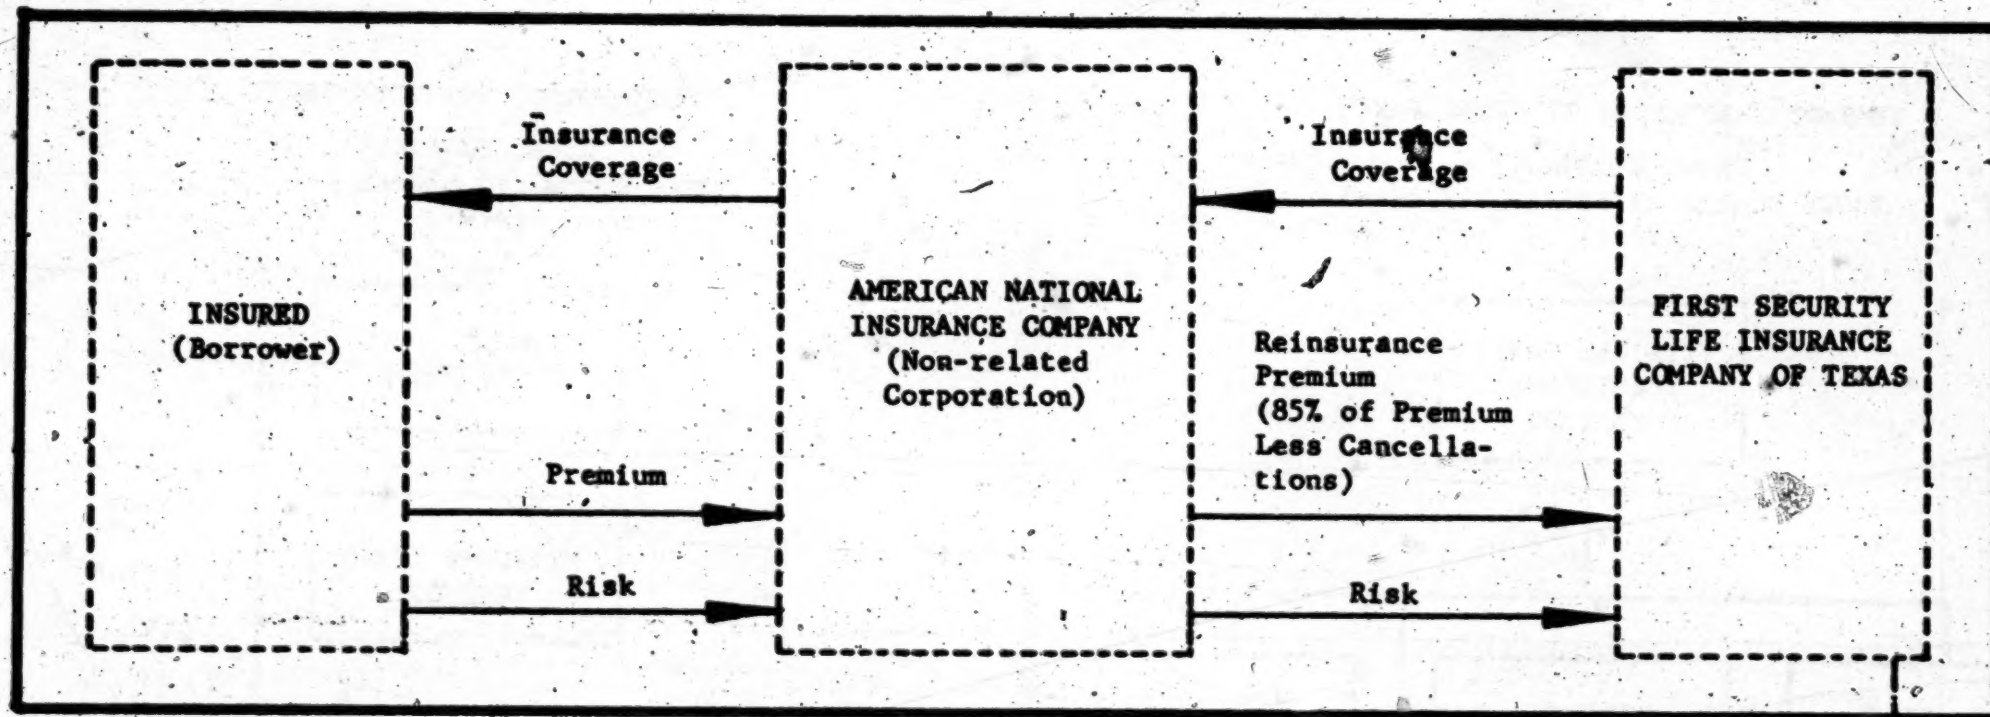 Insurance
Coverage
Insurance
Coverage
INSURED
(Borrower)
AMERICAN NATIONAL
INSURANCE COMPANY
(Non-related
Corporation)
Reinsurance
Premium
(85% of Premium
Less Cancella-
tions)
FIRST SECURITY
LIFE INSURANCE
COMPANY OF TEXAS
Premium
Risk
Risk